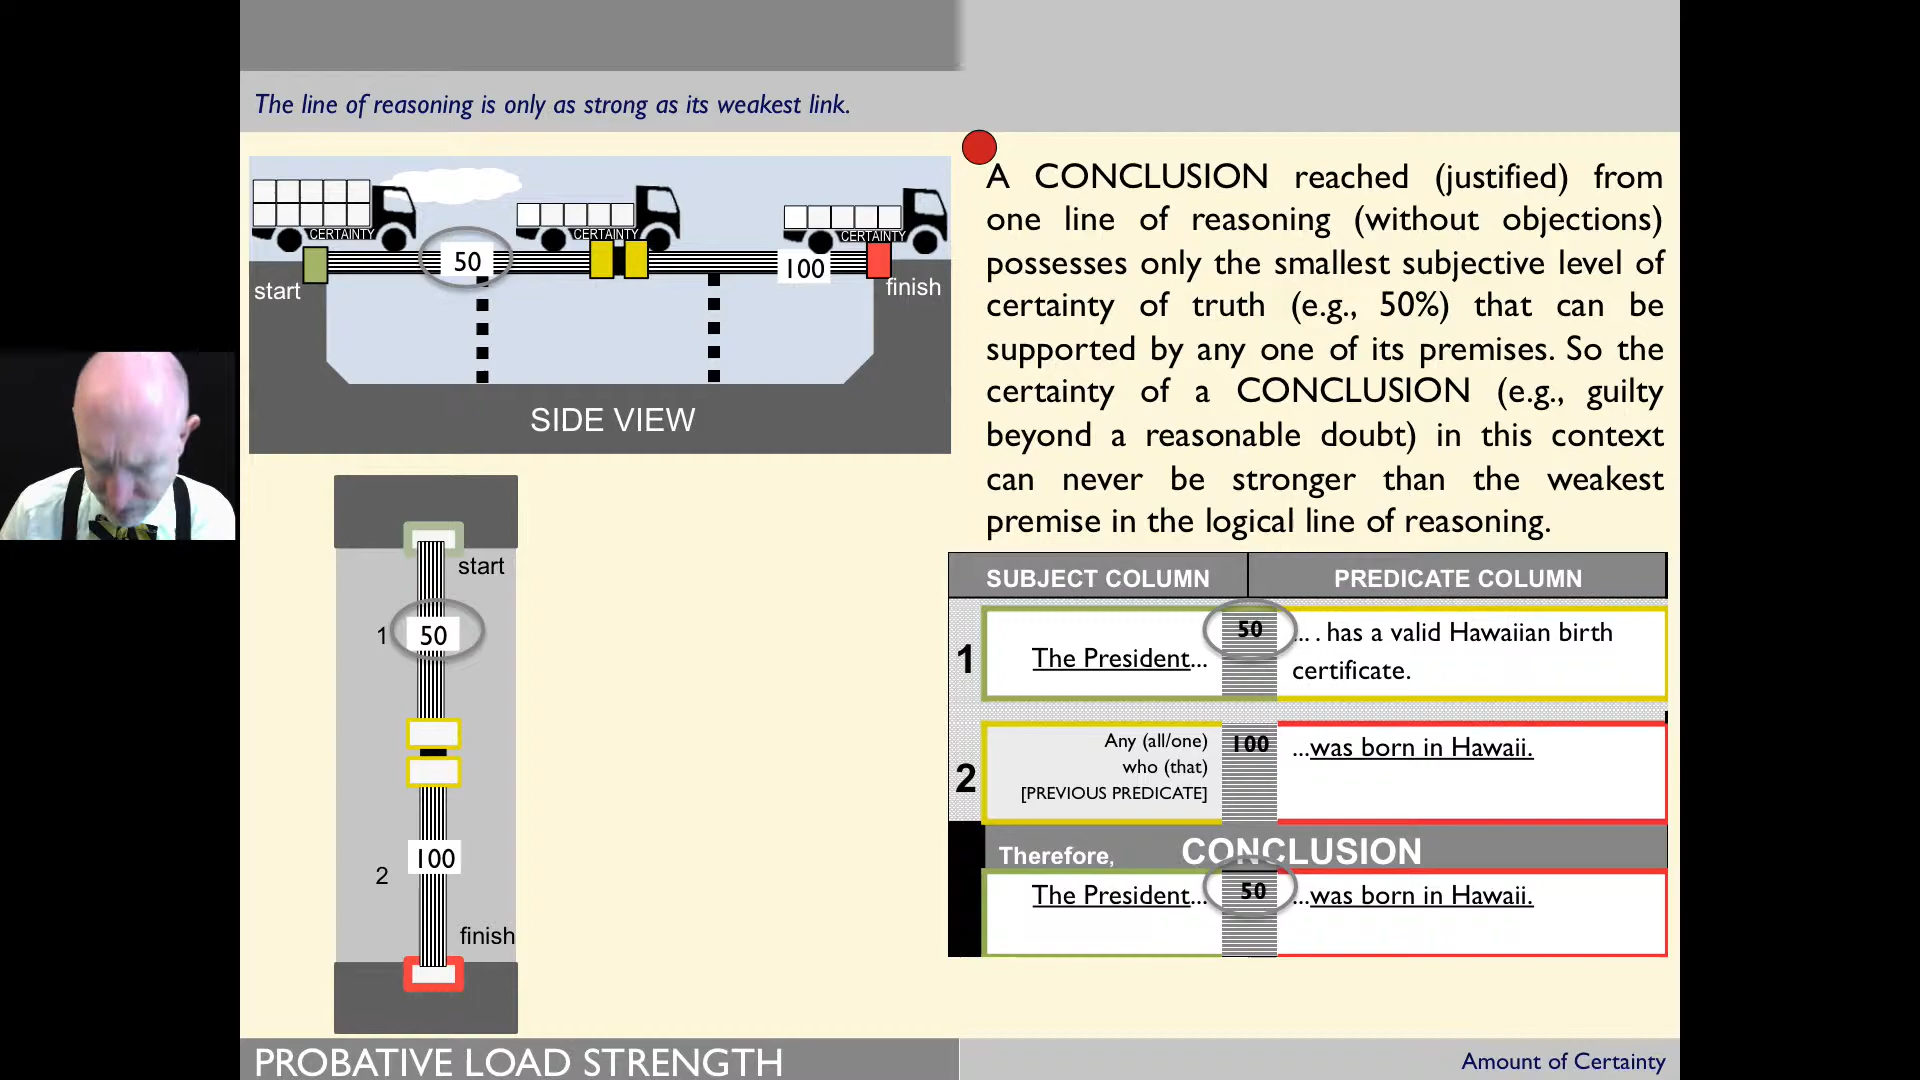 The line of reasoning is only as strong as its weakest link.
CERTAINTY
CERTAINTY
CERTAINTY
50
100
start
finish
SIDE VIEW
start
1
50
100
2
finish
A CONCLUSION reached (justified) from
one line of reasoning (without objections)
possesses only the smallest subjective level of
certainty of truth (e.g., 50%) that can be
supported by any one of its premises. So the
certainty of a CONCLUSION (e.g., guilty
beyond a reasonable doubt) in this context
can never be stronger than the weakest
premise in the logical line of reasoning.
SUBJECT COLUMN PREDICATE COLUMN
1 The President... 50 ... . has a valid Hawaiian birth
certificate.
2 Any (all/one) 100 ...was born in Hawaii.
who (that)
[PREVIOUS PREDICATE]
Therefore, CONCLUSION
The President... 50 ...was born in Hawaii.
PROBATIVE LOAD STRENGTH
Amount of Certainty